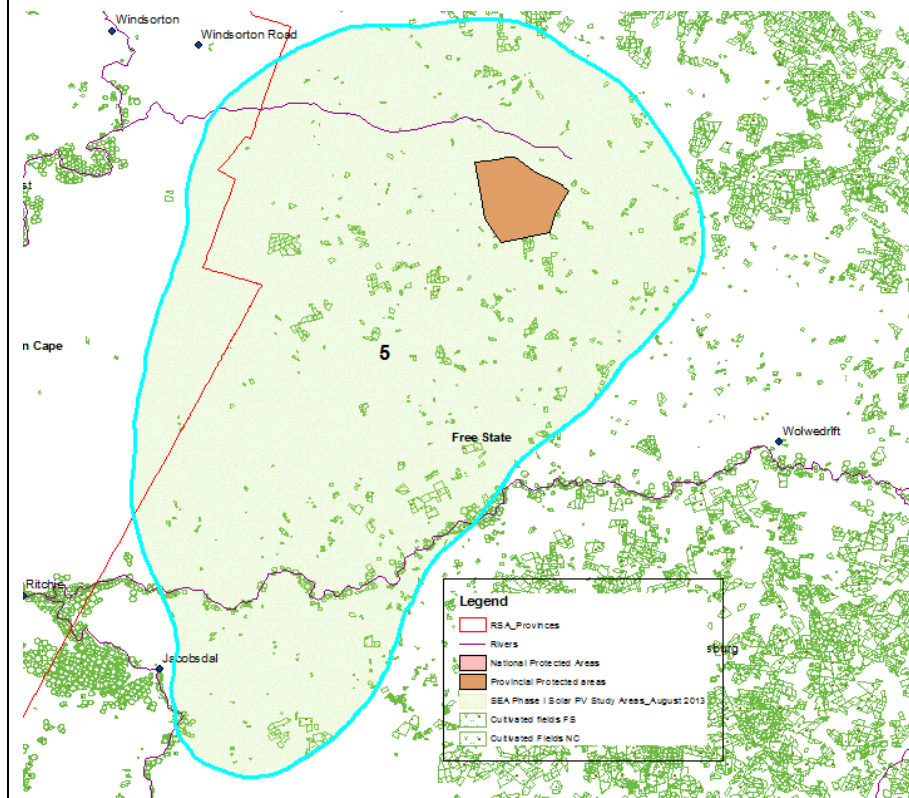 Windsorton
Windsorton Road
st
n Cape
5
Free State
Wolwedrift
Ritchie
Jacobsdal
sburg
Legend
RSA_Provinces
Rivers
National Protected Areas
Provincial Protected areas
SEA Phase I Solar PV Study Areas_August 2013
Cultivated fields FS
Cultivated Fields NC